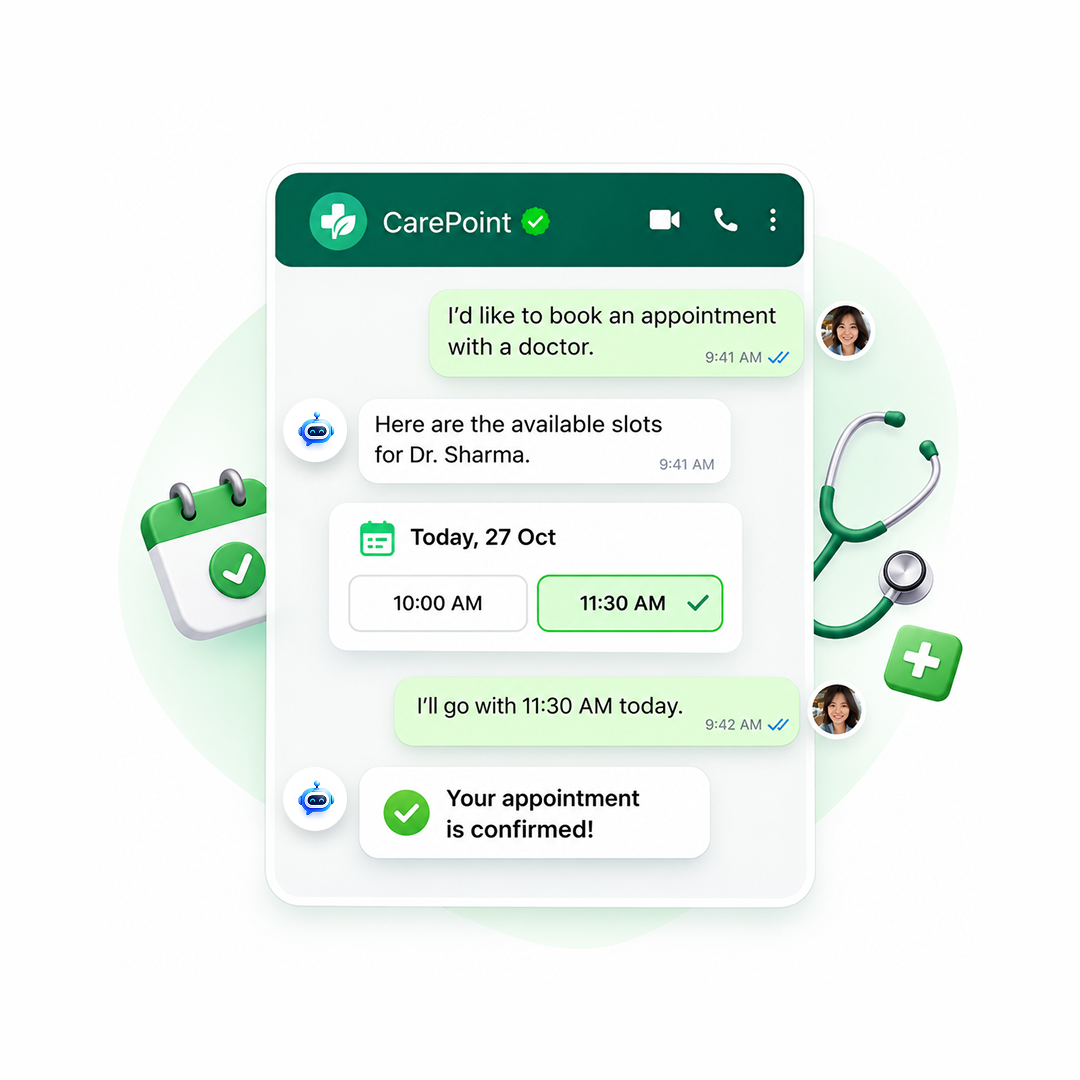 CarePoint
I’d like to book an appointment
with a doctor.
9:41 AM
Here are the available slots
for Dr. Sharma.
9:41 AM
Today, 27 Oct
10:00 AM
11:30 AM
I’ll go with 11:30 AM today.
9:42 AM
Your appointment
is confirmed!